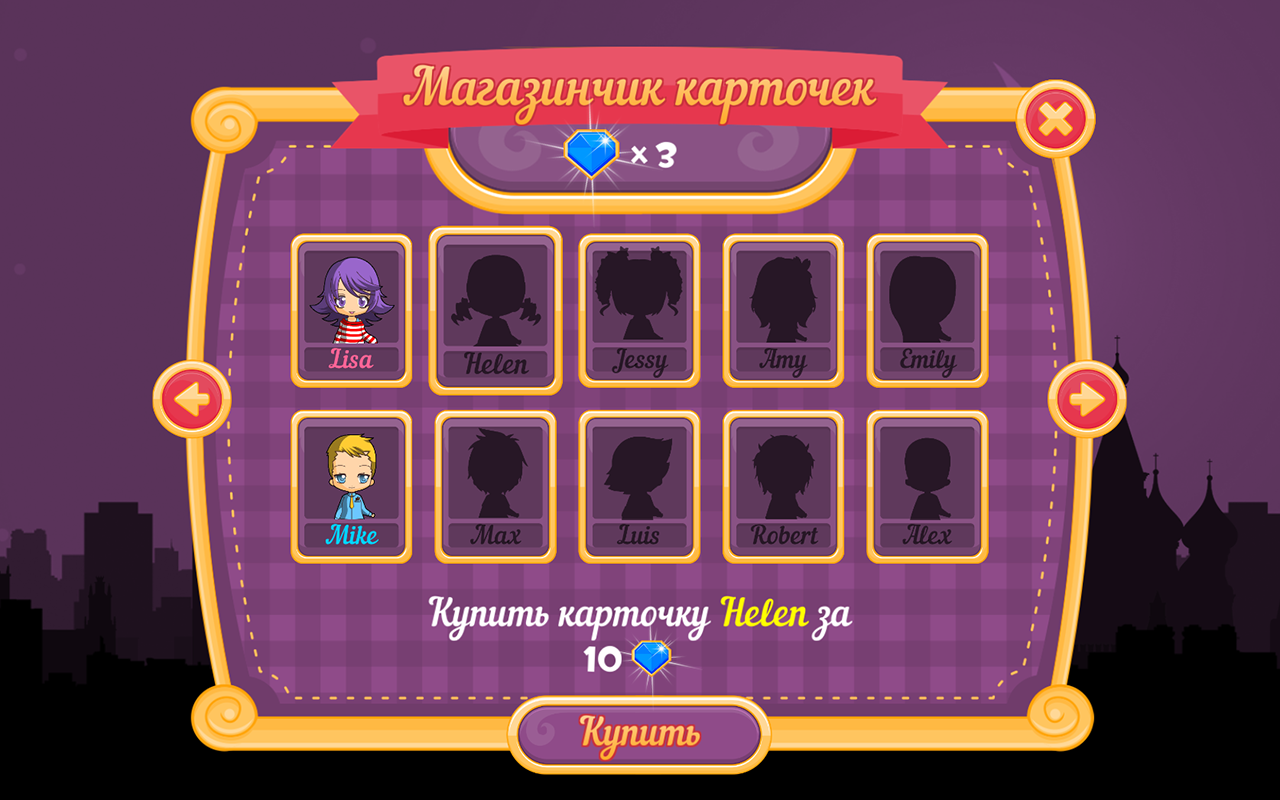 Магазинчик карточек
x 3
Lisa
Helen
Jessy
Amy
Emily
Mike
Max
Luis
Robert
Alex
Купить карточку Helen за
10
Купить